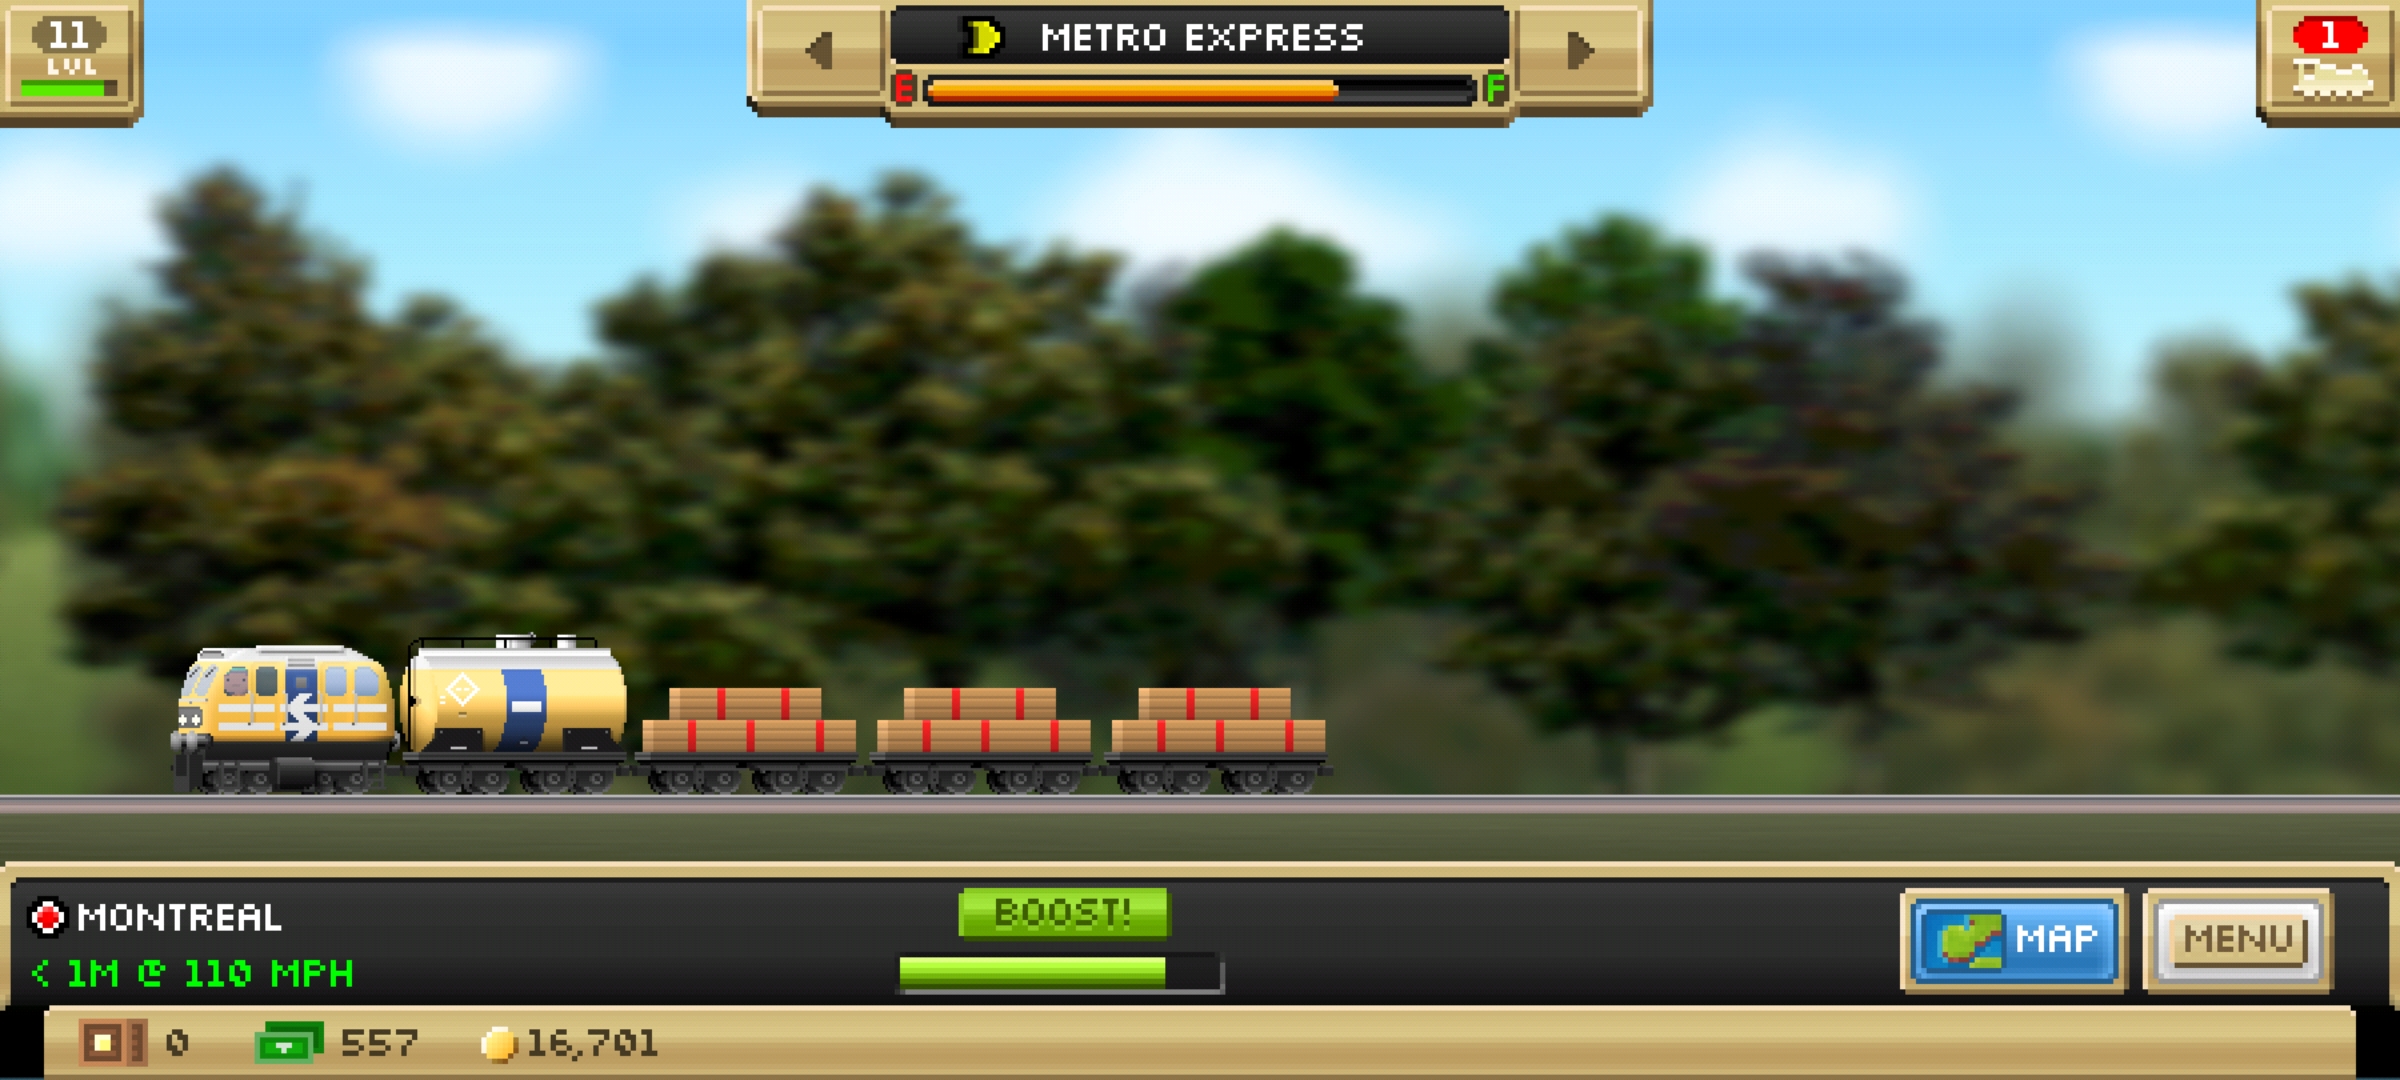 11
LVL
METRO EXPRESS
E F
1
MONTREAL
< 1M @ 110 MPH
BOOST!
MAP
MENU
0
557
16,701